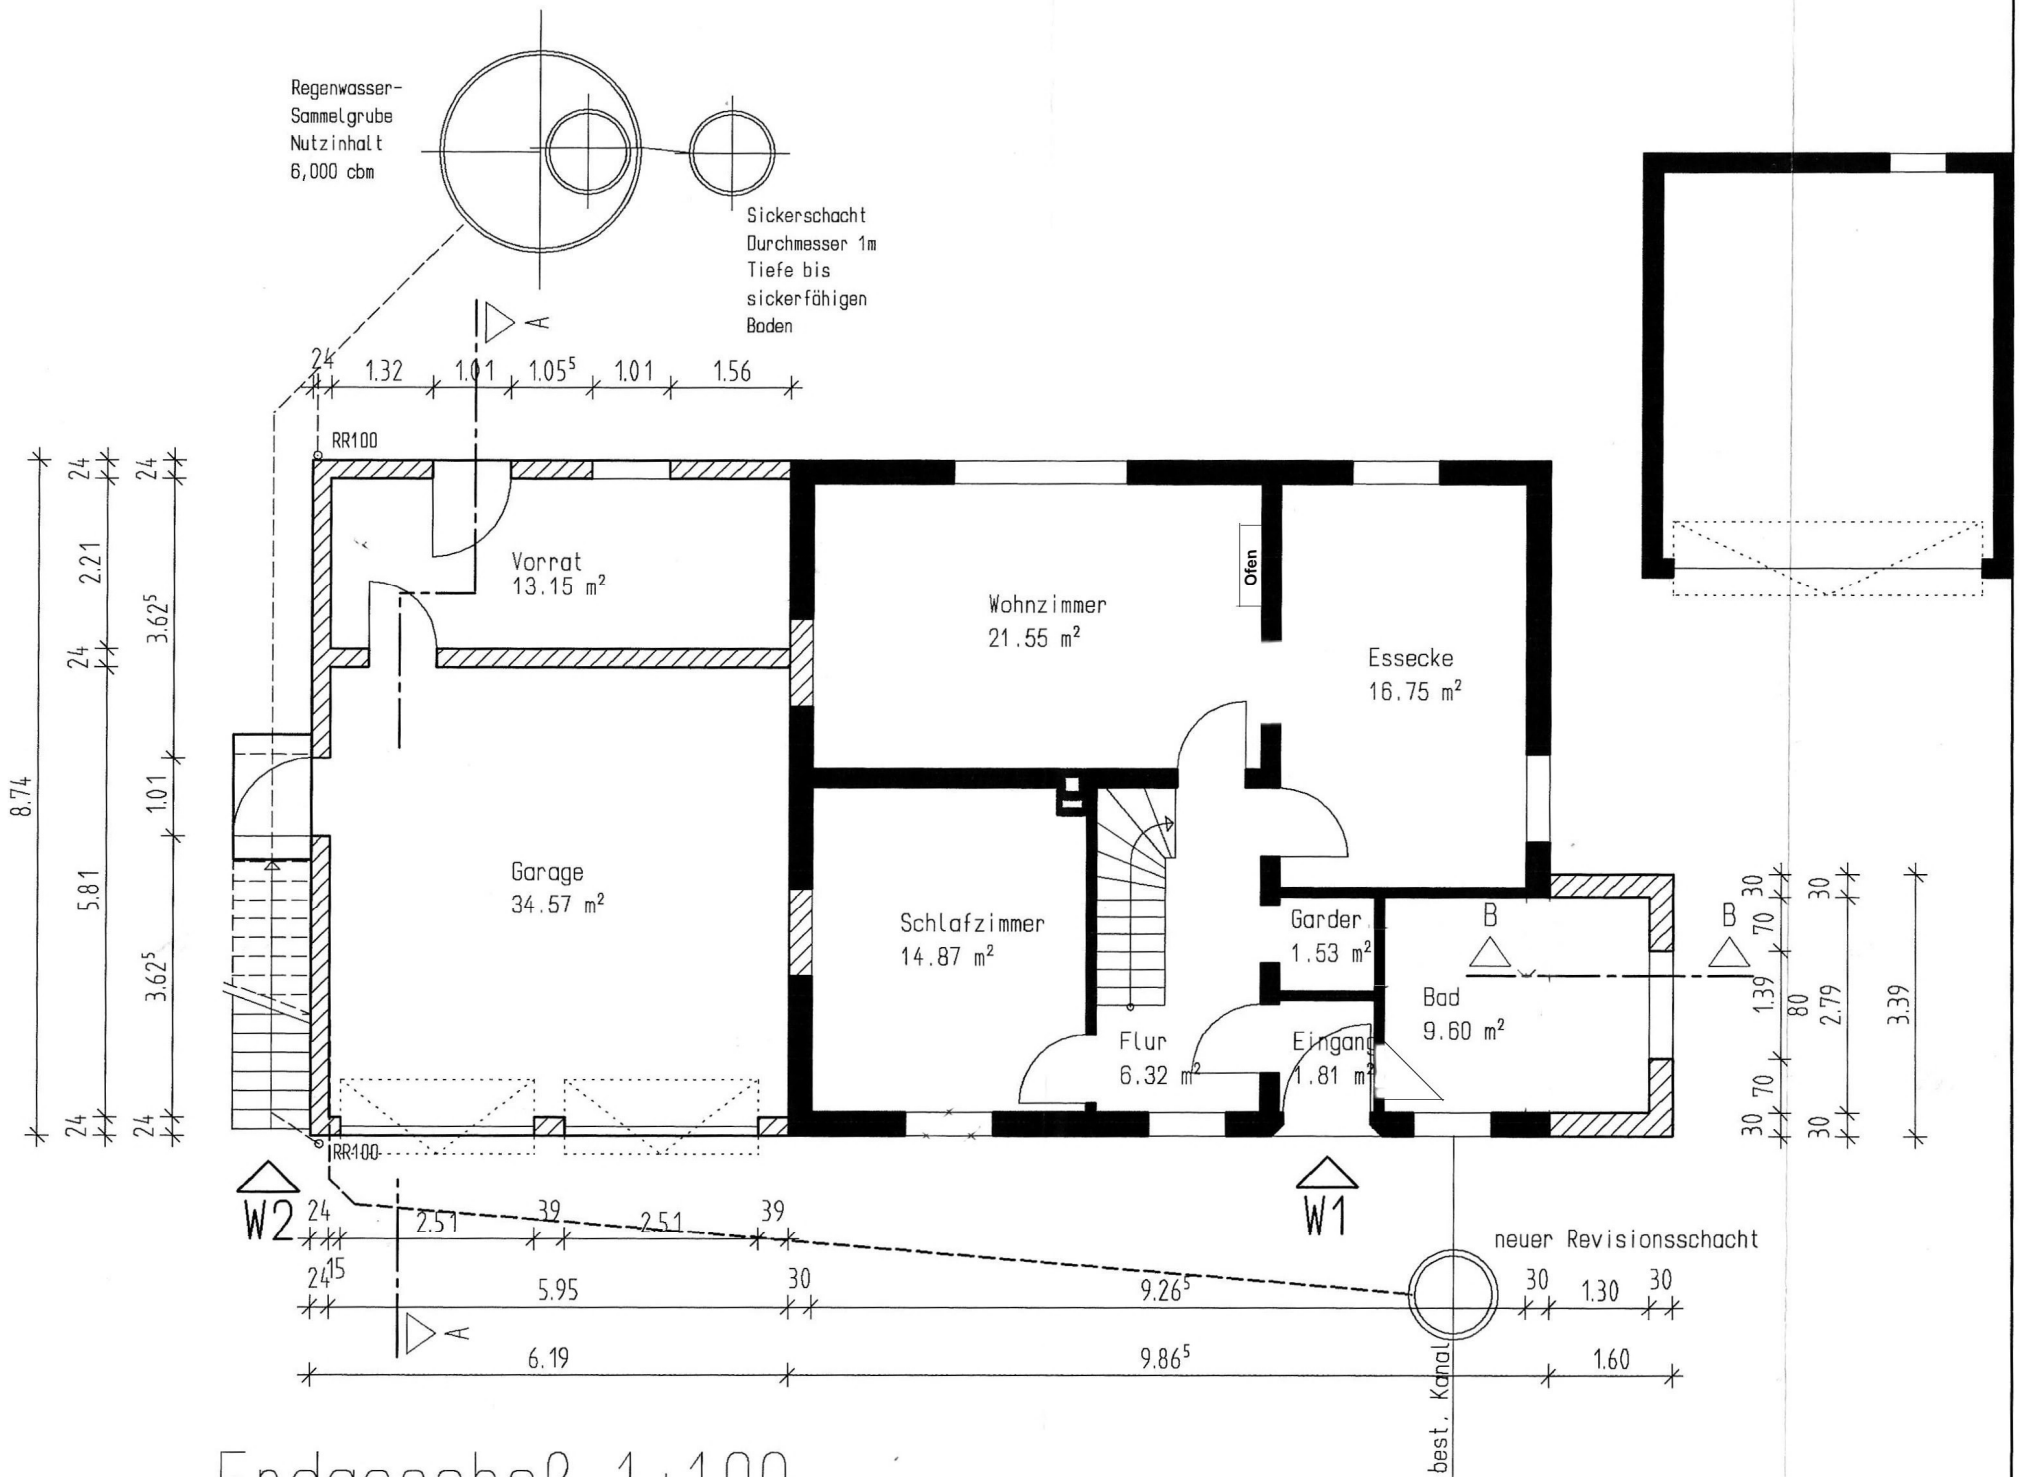 Regenwasser-
Sammelgrube
Nutzinhalt
6,000 cbm
Sickerschacht
Durchmesser 1m
Tiefe bis
sickerfähigen
Boden
A
24 1.32 1.01 1.05⁵ 1.01 1.56
RR100
24 24 24
2.21
3.62⁵
24
8.74
1.01
5.81
3.62⁵
24 24
Vorrat
13.15 m²
Wohnzimmer
21.55 m²
Ofen
Essecke
16.75 m²
Garage
34.57 m²
Schlafzimmer
14.87 m²
Garder.
1.53 m²
Bad
9.60 m²
Flur
6.32 m²
Eingang
1.81 m²
B B
30 30
70
1.39 80 2.79 3.39
70
30 30
RR100
W2
W1
24 2.51 39 2.51 39
15
neuer Revisionsschacht
24 5.95 30 9.26⁵ 30 1.30 30
A
6.19 9.86⁵ 1.60
best. Kanal
Erdgeschoß 1:100